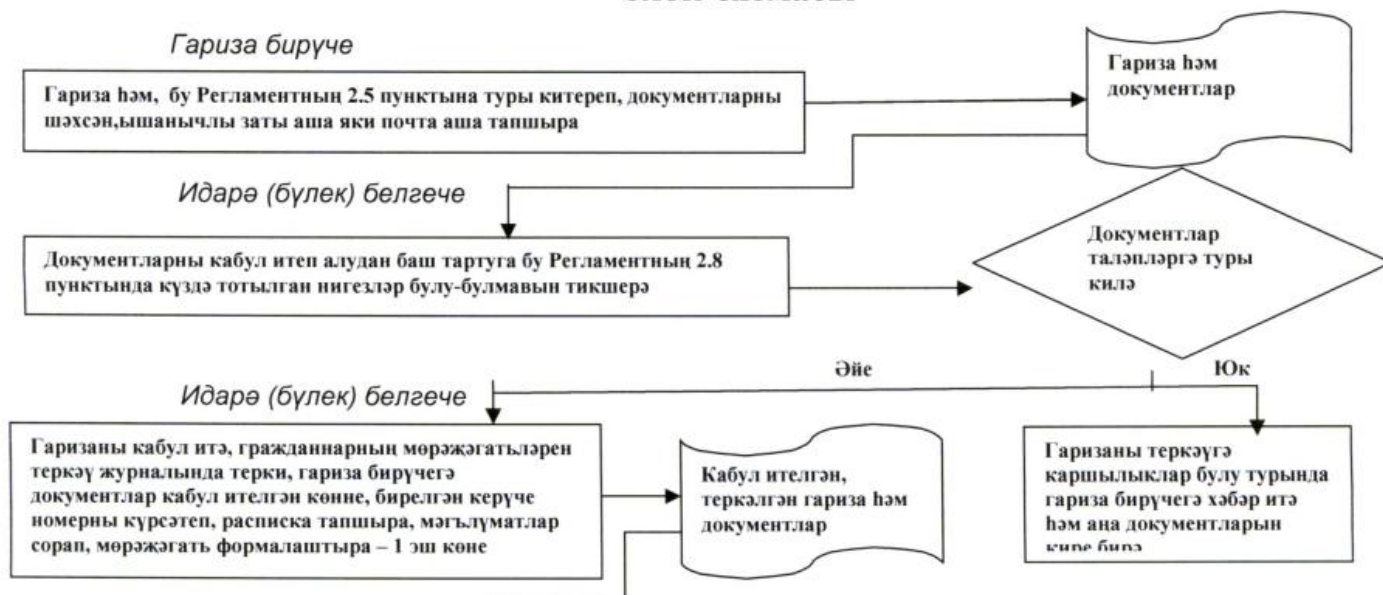 Гариза бирүче
Гариза һәм, бу Регламентның 2.5 пунктына туры китереп, документларны
шәхсән,ышанычлы заты аша яки почта аша тапшыра
Гариза һәм
документлар
Идарә (бүлек) белгече
Документларны кабул итеп алудан баш тартуга бу Регламентның 2.8
пунктында күздә тотылган нигезләр булу-булмавын тикшерә
Документлар
таләпләргә туры
килә
Әйе
Юк
Идарә (бүлек) белгече
Гаризаны кабул итә, гражданнарның мөрәҗәгатьләрен
теркәү журналында терки, гариза бирүчегә
документлар кабул ителгән көнне, бирелгән керүче
номерны күрсәтеп, расписка тапшыра, мәгълүматлар
сорап, мөрәҗәгать формалаштыра – 1 эш көне
Кабул ителгән,
теркәлгән гариза һәм
документлар
Гаризаны теркәүгә
каршылыклар булу турында
гариза бирүчегә хәбәр итә
һәм аңа документларын
кире бирә